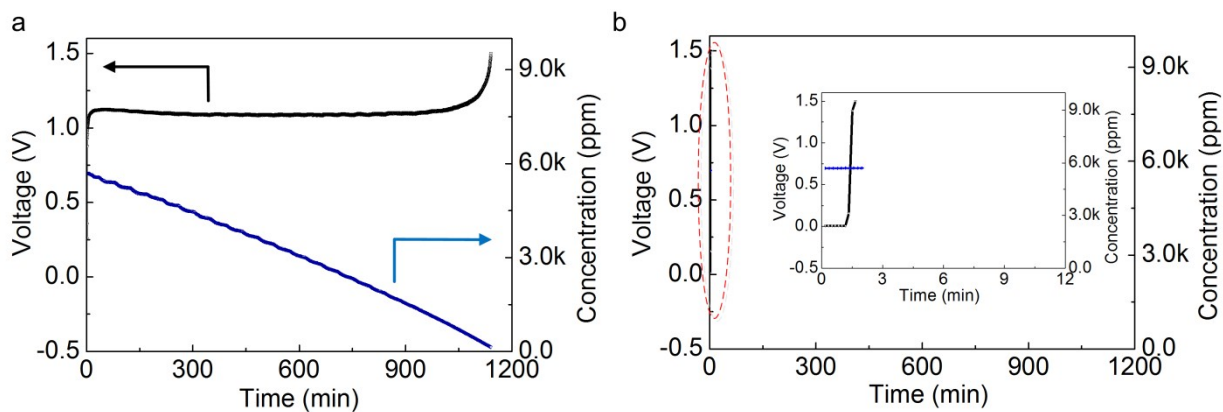 a
Voltage (V)
1.5
1.0
0.5
0.0
-0.5
9.0k
6.0k
3.0k
0.0
Concentration (ppm)
0 300 600 900 1200
Time (min)
b
Voltage (V)
1.5
1.0
0.5
0.0
-0.5
9.0k
6.0k
3.0k
0.0
Concentration (ppm)
0 300 600 900 1200
Time (min)
Voltage (V)
1.5
1.0
0.5
0.0
-0.5
9.0k
6.0k
3.0k
0.0
Concentration (ppm)
0 3 6 9 12
Time (min)